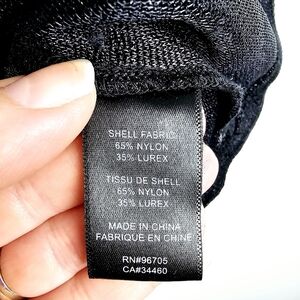 SHELL FABRIC
65% NYLON
35% LUREX
TISSU DE SHELL
65% NYLON
35% LUREX
MADE IN CHINA
FABRIQUE EN CHINE
RN#96705
CA#34460